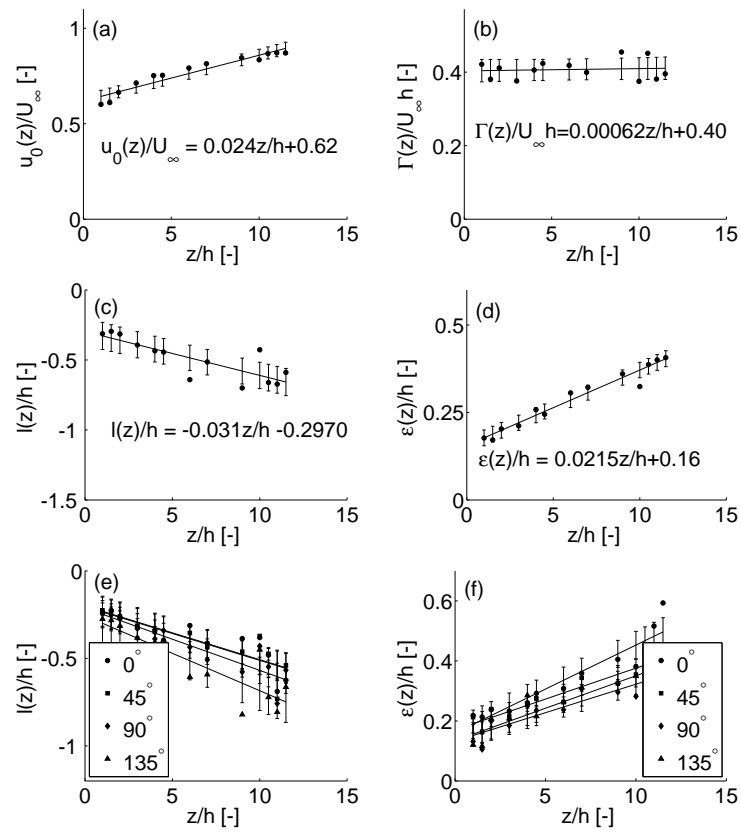 (a)
1
0.5
0
u₀(z)/U∞ [-]
u₀(z)/U∞ = 0.024z/h+0.62
0 5 10 15
z/h [-]
(b)
0.4
0.2
0
Γ(z)/U∞h [-]
Γ(z)/U∞h=0.00062z/h+0.40
0 5 10 15
z/h [-]
(c)
0
-0.5
-1
-1.5
l(z)/h [-]
l(z)/h = -0.031z/h -0.2970
0 5 10 15
z/h [-]
(d)
0.5
0.25
0
ε(z)/h [-]
ε(z)/h = 0.0215z/h+0.16
0 5 10 15
z/h [-]
(e)
0
-0.5
-1
l(z)/h [-]
0°
45°
90°
135°
0 5 10 15
z/h [-]
(f)
0.6
0.4
0.2
0
ε(z)/h [-]
0°
45°
90°
135°
0 5 10 15
z/h [-]